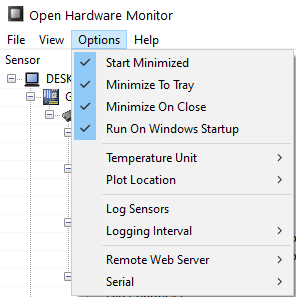 Open Hardware Monitor
File View Options Help
Sensor
DESK
Start Minimized
Minimize To Tray
Minimize On Close
Run On Windows Startup
Temperature Unit
Plot Location
Log Sensors
Logging Interval
Remote Web Server
Serial